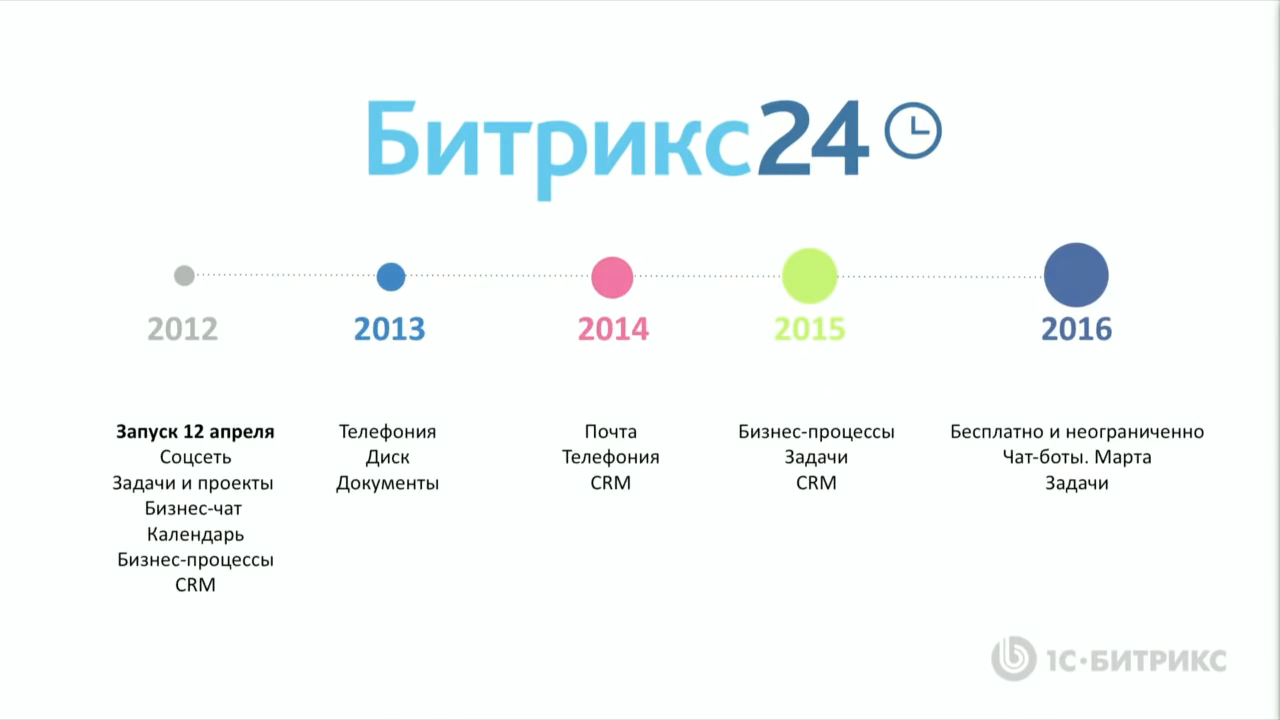 Битрикс24
2012
2013
2014
2015
2016
Запуск 12 апреля
Соцсеть
Задачи и проекты
Бизнес-чат
Календарь
Бизнес-процессы
CRM
Телефония
Диск
Документы
Почта
Телефония
CRM
Бизнес-процессы
Задачи
CRM
Бесплатно и неограниченно
Чат-боты. Марта
Задачи
1С·БИТРИКС